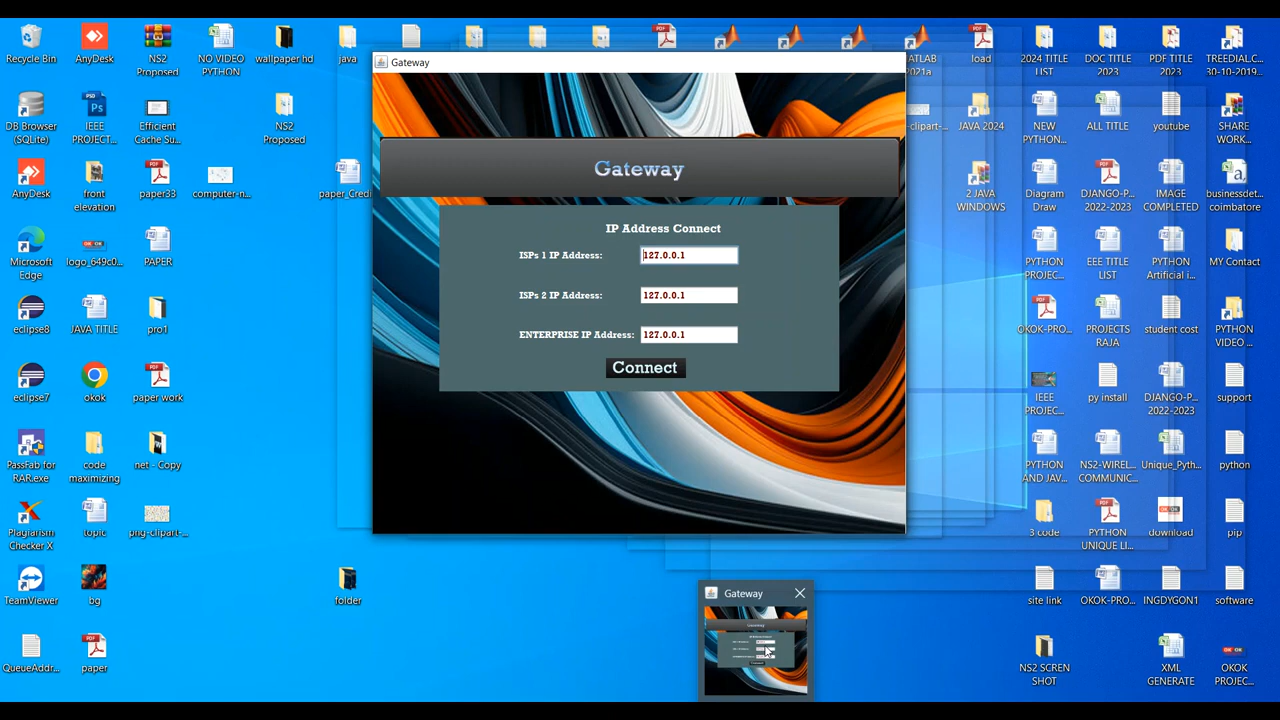 Gateway
Gateway
IP Address Connect
ISPs 1 IP Address:
127.0.0.1
ISPs 2 IP Address:
127.0.0.1
ENTERPRISE IP Address:
127.0.0.1
Connect
Gateway
Recycle Bin
AnyDesk
NS2
Proposed
NO VIDEO
PYTHON
wallpaper hd
java
load
2024 TITLE
LIST
DOC TITLE
2023
PDF TITLE
2023
TREEDIAL...
30-10-2019...
DB Browser
(SQLite)
IEEE
PROJECT...
Efficient
Cache Su...
NS2
Proposed
JAVA 2024
NEW
PYTHON...
ALL TITLE
youtube
SHARE
WORK...
AnyDesk
front
elevation
paper33
computer-n...
paper_Credi
2 JAVA
WINDOWS
Diagram
Draw
DJANGO-P...
2022-2023
IMAGE
COMPLETED
businessdet...
coimbatore
Microsoft
Edge
logo_649c0...
PAPER
PYTHON
PROJEC...
EEE TITLE
LIST
PYTHON
Artificial i...
MY Contact
eclipse8
JAVA TITLE
pro1
OKOK-PRO...
PROJECTS
RAJA
student cost
PYTHON
VIDEO ...
eclipse7
okok
paper work
IEEE
PROJEC...
py install
DJANGO-P...
2022-2023
support
PassFab for
RAR.exe
code
maximizing
net - Copy
PYTHON
AND JAV...
NS2-WIREL...
COMMUNIC...
Unique_Pyth...
python
Plagiarism
Checker X
topic
png-clipart-...
3 code
PYTHON
UNIQUE LI...
download
pip
TeamViewer
bg
folder
site link
OKOK-PRO...
INGDYGON1
software
QueueAddr...
paper
NS2 SCREN
SHOT
XML
GENERATE
OKOK
PROJEC...